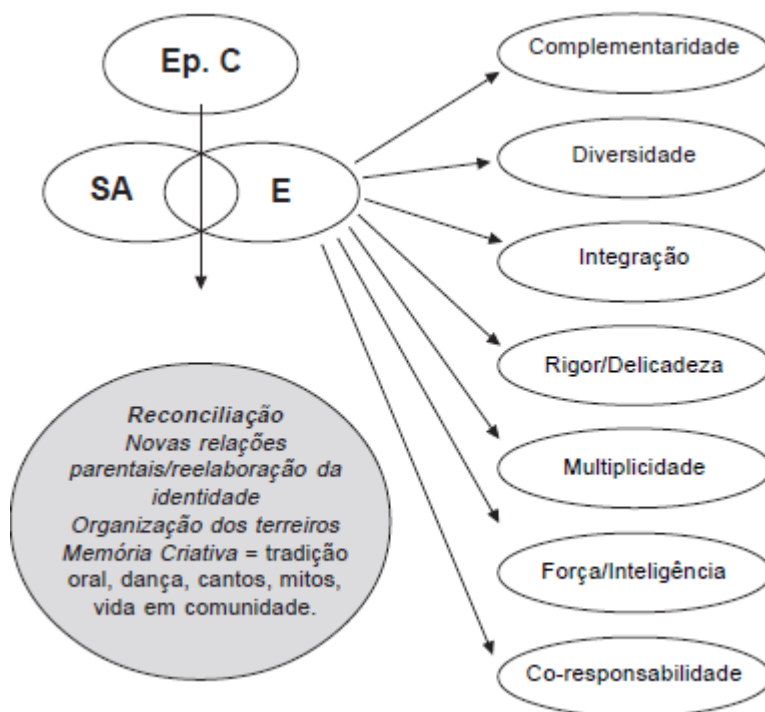 Ep. C
SA
E
Reconciliação
Novas relações
parentais/reelaboração da
identidade
Organização dos terreiros
Memória Criativa = tradição
oral, dança, cantos, mitos,
vida em comunidade.
Complementaridade
Diversidade
Integração
Rigor/Delicadeza
Multiplicidade
Força/Inteligência
Co-responsabilidade